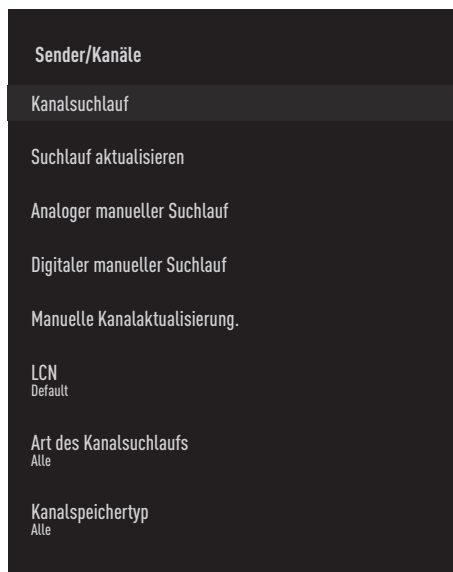 Sender/Kanäle
Kanalsuchlauf
Suchlauf aktualisieren
Analoger manueller Suchlauf
Digitaler manueller Suchlauf
Manuelle Kanalaktualisierung.
LCN
Default
Art des Kanalsuchlaufs
Alle
Kanalspeichertyp
Alle